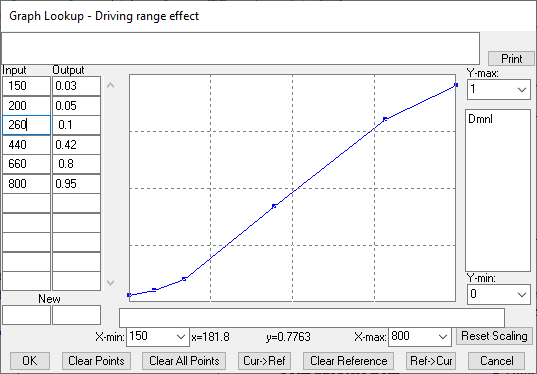 Graph Lookup - Driving range effect
Print
Input Output
150 0.03
200 0.05
260 0.1
440 0.42
660 0.8
800 0.95
New
Y-max:
1
Dmnl
Y-min:
0
X-min: 150 x=181.8 y=0.7763 X-max: 800 Reset Scaling
OK Clear Points Clear All Points Cur->Ref Clear Reference Ref->Cur Cancel